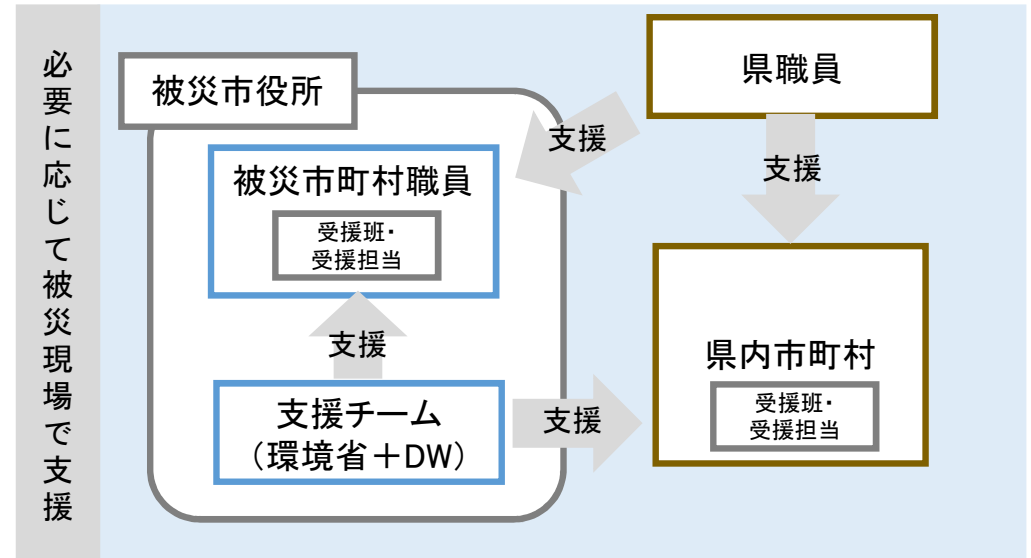 必要に応じて被災現場で支援
被災市役所
県職員
支援
支援
被災市町村職員
受援班・
受援担当
支援
県内市町村
受援班・
受援担当
支援チーム
（環境省＋DW）
支援